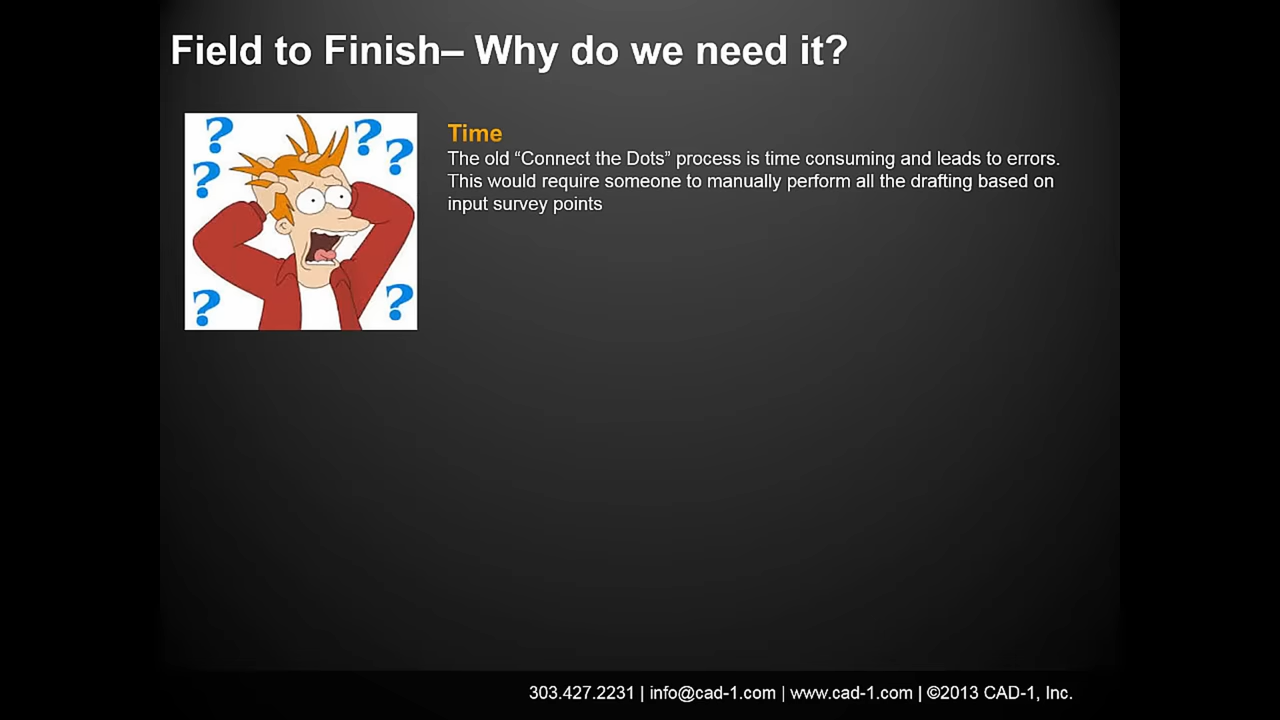 Field to Finish– Why do we need it?
? ? ? ? ? ?
Time
The old “Connect the Dots” process is time consuming and leads to errors.
This would require someone to manually perform all the drafting based on
input survey points
303.427.2231 | info@cad-1.com | www.cad-1.com | ©2013 CAD-1, Inc.